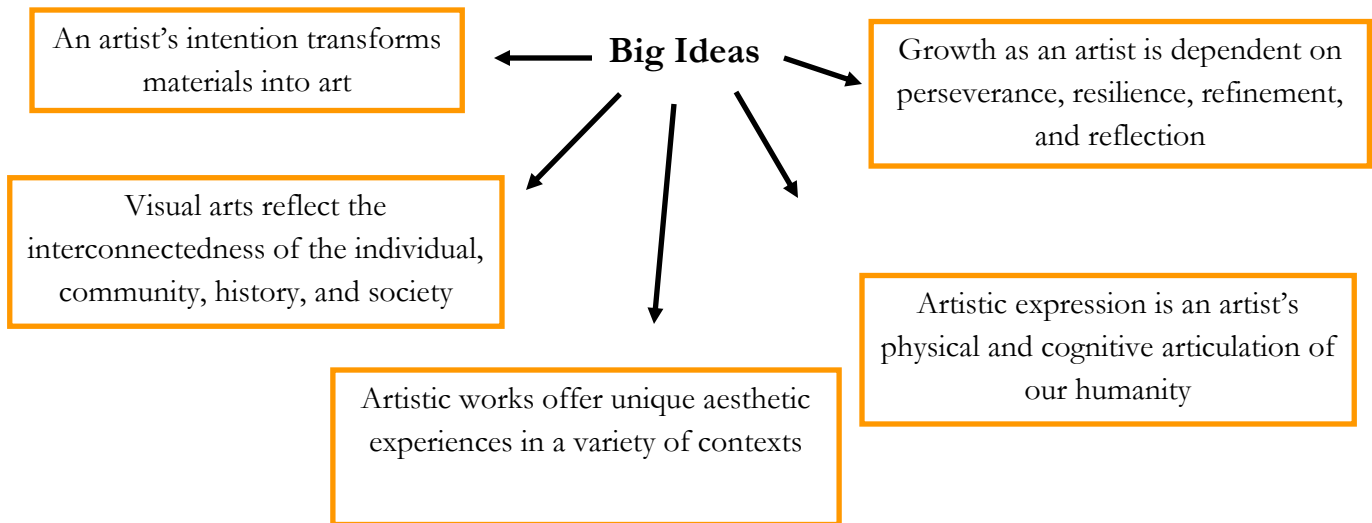 Big Ideas
An artist’s intention transforms
materials into art
Growth as an artist is dependent on
perseverance, resilience, refinement,
and reflection
Visual arts reflect the
interconnectedness of the individual,
community, history, and society
Artistic expression is an artist’s
physical and cognitive articulation of
our humanity
Artistic works offer unique aesthetic
experiences in a variety of contexts